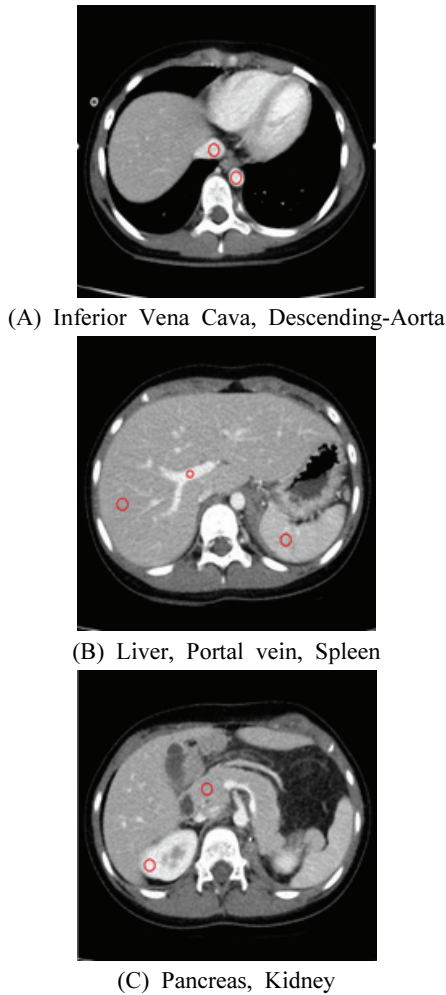 (A) Inferior Vena Cava, Descending-Aorta
(B) Liver, Portal vein, Spleen
(C) Pancreas, Kidney